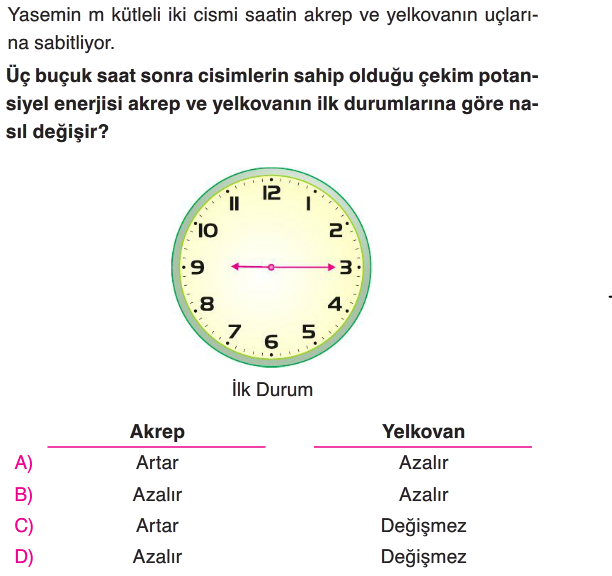 Yasemin m kütleli iki cismi saatin akrep ve yelkovanın uçları-
na sabitliyor.
Üç buçuk saat sonra cisimlerin sahip olduğu çekim potan-
siyel enerjisi akrep ve yelkovanın ilk durumlarına göre na-
sıl değişir?
12
11 1
10 2
9 3
8 4
7 5
6
İlk Durum
Akrep Yelkovan
A) Artar Azalır
B) Azalır Azalır
C) Artar Değişmez
D) Azalır Değişmez